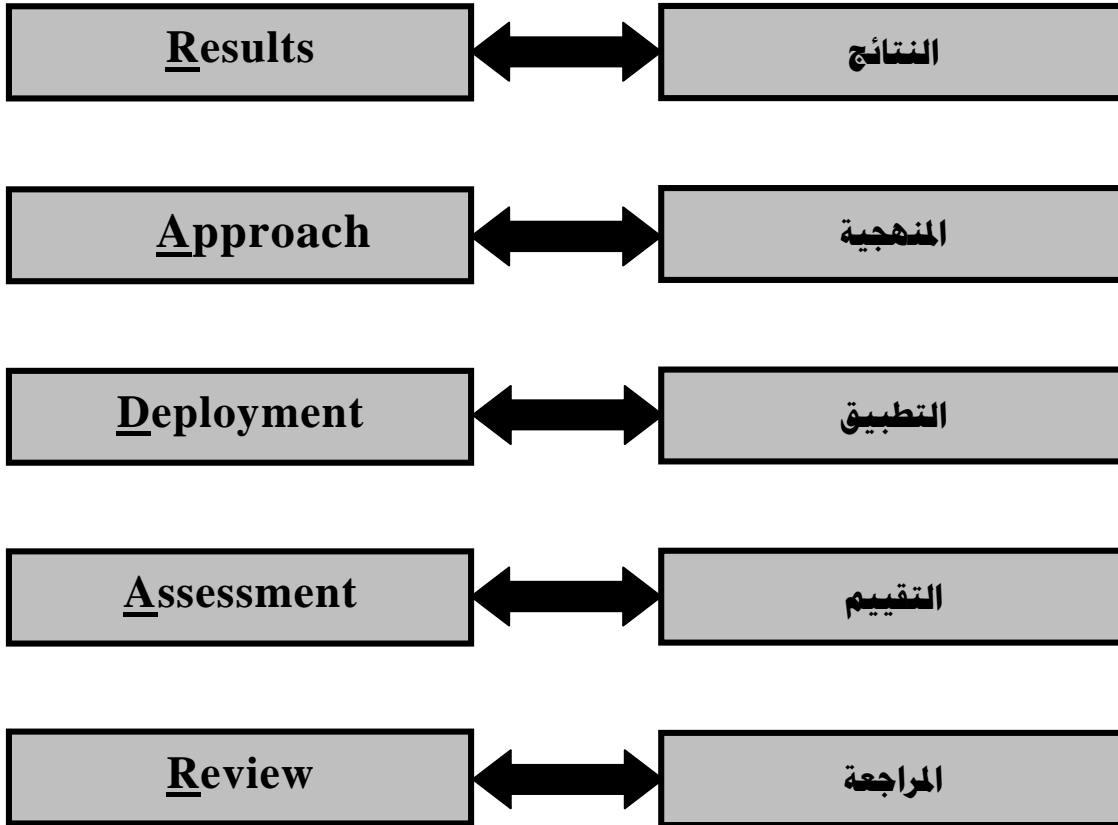 Results النتائج
Approach المنهجية
Deployment التطبيق
Assessment التقييم
Review المراجعة